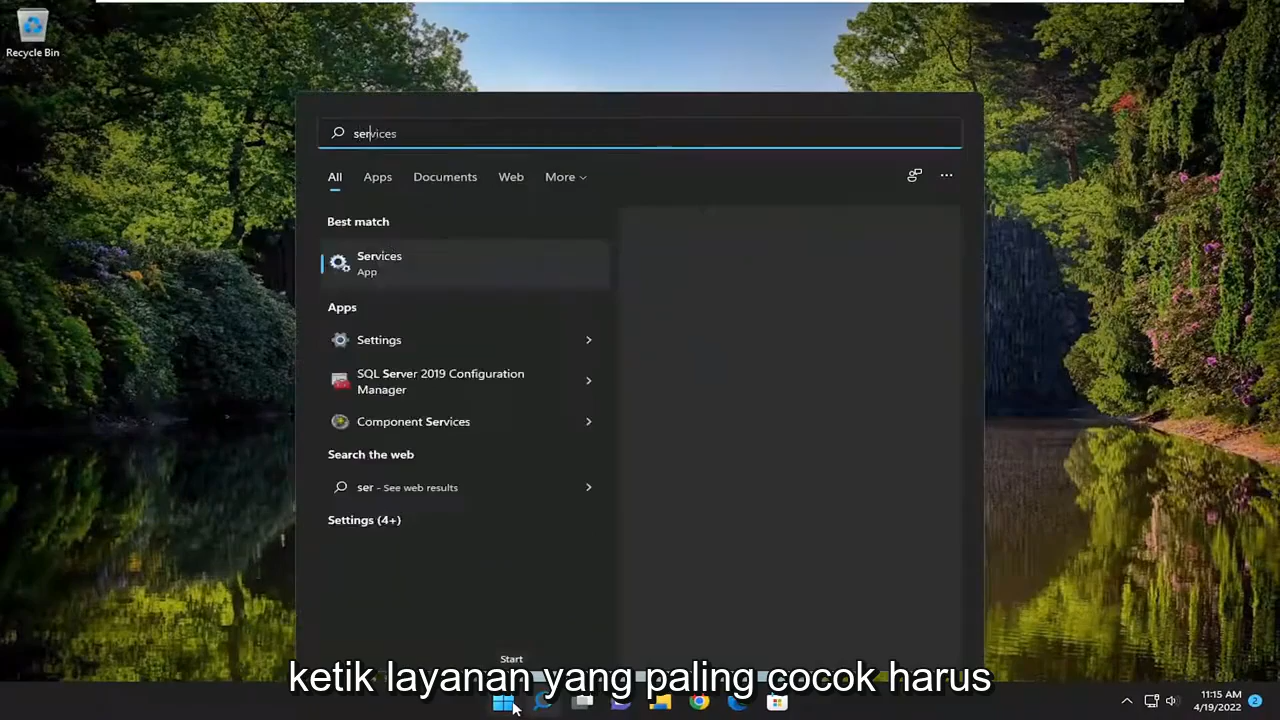 Recycle Bin
services
All Apps Documents Web More
Best match
Services
App
Apps
Settings
SQL Server 2019 Configuration
Manager
Component Services
Search the web
ser - See web results
Settings (4+)
Start
ketik layanan yang paling cocok harus
11:15 AM
4/19/2022
2